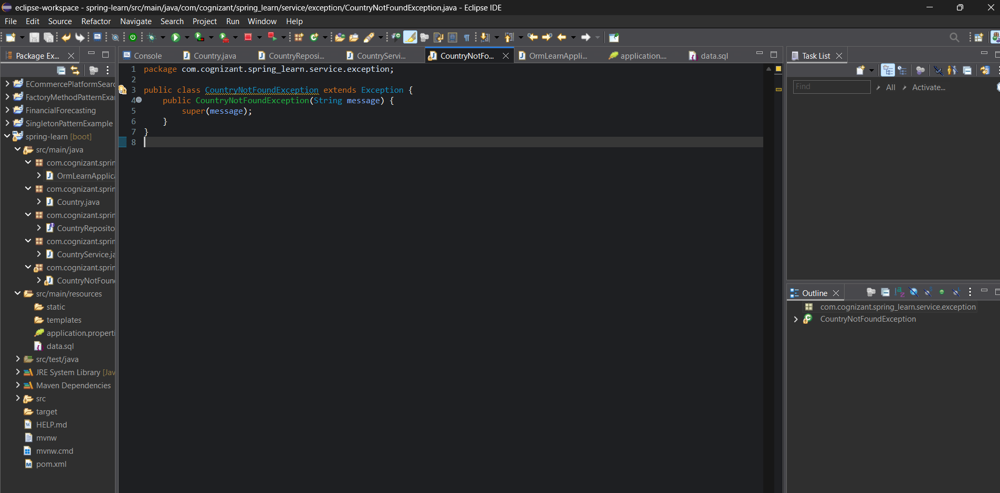 eclipse-workspace - spring-learn/src/main/java/com/cognizant/spring_learn/service/exception/CountryNotFoundException.java - Eclipse IDE
File Edit Source Refactor Navigate Search Project Run Window Help
Package Ex...
Console
Country.java
CountryReposi...
CountryServi...
CountryNotFo...
OrmLearnAppli...
application....
data.sql
Task List
ECommercePlatformSearc
FactoryMethodPatternExa
FinancialForecasting
SingletonPatternExample
spring-learn [boot]
src/main/java
com.cognizant.sprin
OrmLearnApplica
com.cognizant.sprin
Country.java
com.cognizant.sprin
CountryReposito
com.cognizant.sprin
CountryService.ja
com.cognizant.sprin
CountryNotFoun
src/main/resources
static
templates
application.properti
data.sql
src/test/java
JRE System Library [Jav
Maven Dependencies
src
target
HELP.md
mvnw
mvnw.cmd
pom.xml
1 package com.cognizant.spring_learn.service.exception;
2
3 public class CountryNotFoundException extends Exception {
4 public CountryNotFoundException(String message) {
5 super(message);
6 }
7 }
8
Find
All
Activate...
Outline
com.cognizant.spring_learn.service.exception
CountryNotFoundException